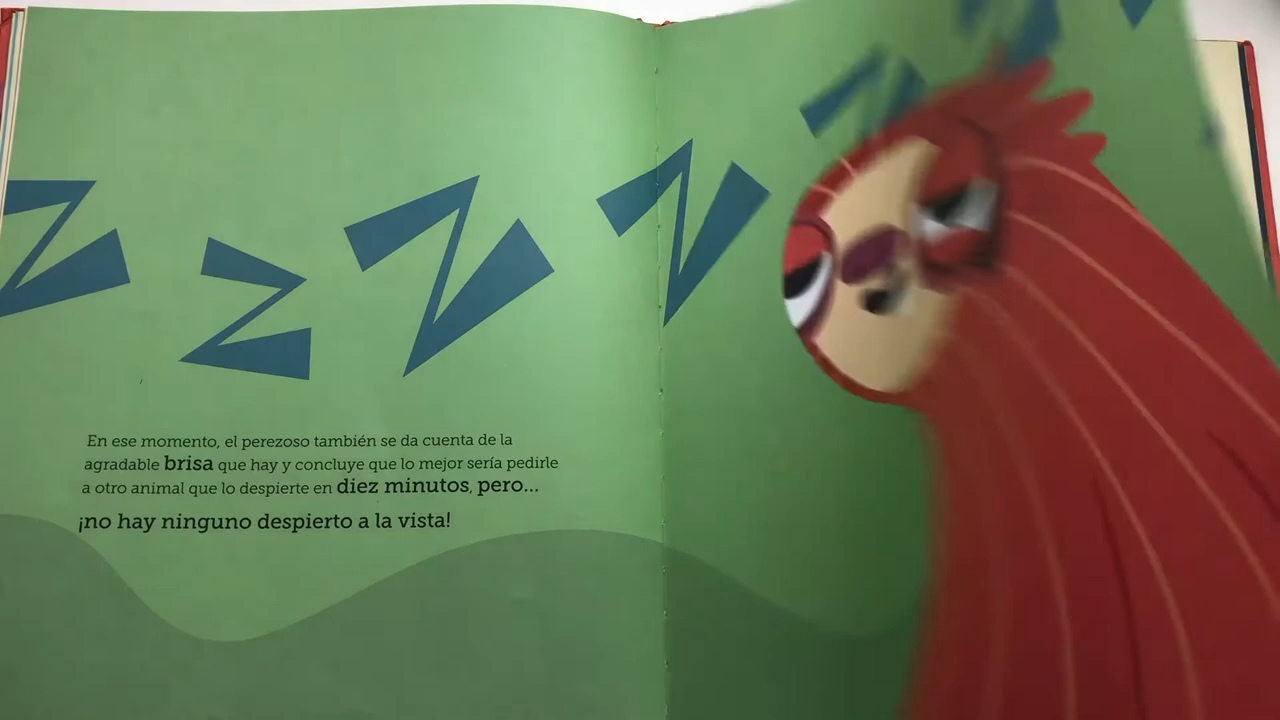 Z Z Z Z Z
En ese momento, el perezoso también se da cuenta de la
agradable brisa que hay y concluye que lo mejor sería pedirle
a otro animal que lo despierte en diez minutos, pero...
¡no hay ninguno despierto a la vista!